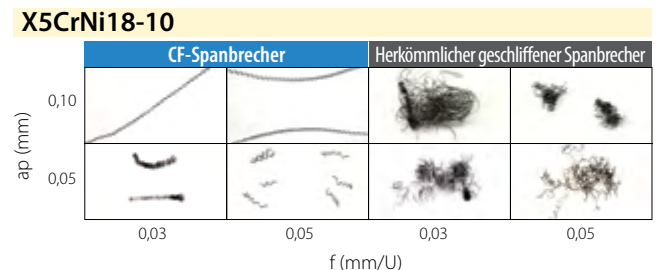 X5CrNi18-10
CF-Spanbrecher Herkömmlicher geschliffener Spanbrecher
ap (mm)
0,10
0,05
0,03 0,05 0,03 0,05
f (mm/U)